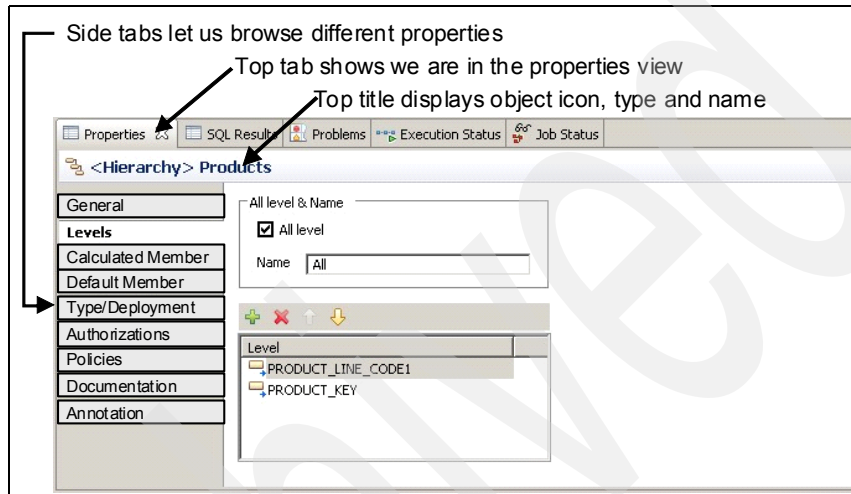 Side tabs let us browse different properties
Top tab shows we are in the properties view
Top title displays object icon, type and name
Properties SQL Results Problems Execution Status Job Status
<Hierarchy> Products
General
Levels
Calculated Member
Default Member
Type/Deployment
Authorizations
Policies
Documentation
Annotation
All level & Name
All level
Name All
Level
PRODUCT_LINE_CODE1
PRODUCT_KEY